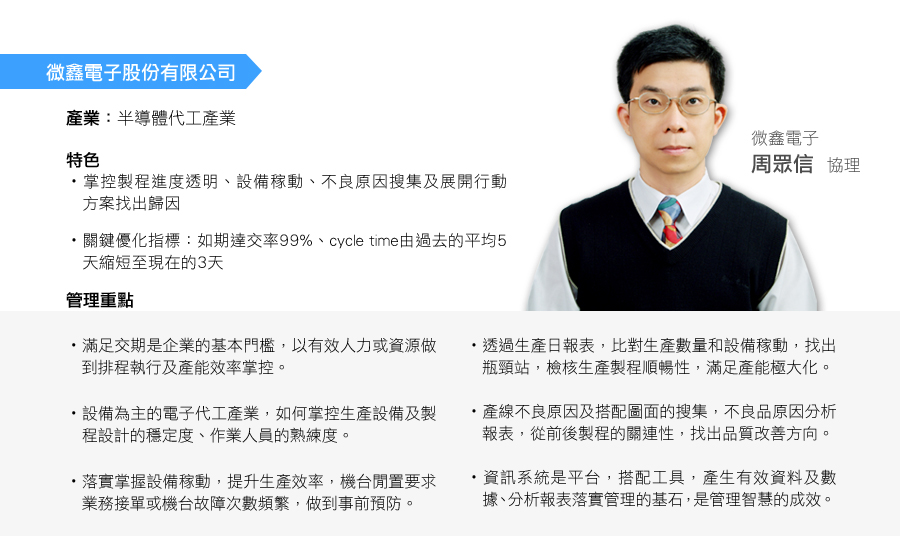 微鑫電子股份有限公司
產業：半導體代工產業
特色
・掌控製程進度透明、設備稼動、不良原因搜集及展開行動
方案找出歸因
・關鍵優化指標：如期達交率99%、cycle time由過去的平均5
天縮短至現在的3天
微鑫電子
周眾信 協理
管理重點
・滿足交期是企業的基本門檻，以有效人力或資源做
到排程執行及產能效率掌控。
・設備為主的電子代工產業，如何掌控生產設備及製
程設計的穩定度、作業人員的熟練度。
・落實掌握設備稼動，提升生產效率，機台閒置要求
業務接單或機台故障次數頻繁，做到事前預防。
・透過生產日報表，比對生產數量和設備稼動，找出
瓶頸站，檢核生產製程順暢性，滿足產能極大化。
・產線不良原因及搭配圖面的搜集，不良品原因分析
報表，從前後製程的關連性，找出品質改善方向。
・資訊系統是平台，搭配工具，產生有效資料及數
據、分析報表落實管理的基石，是管理智慧的成效。